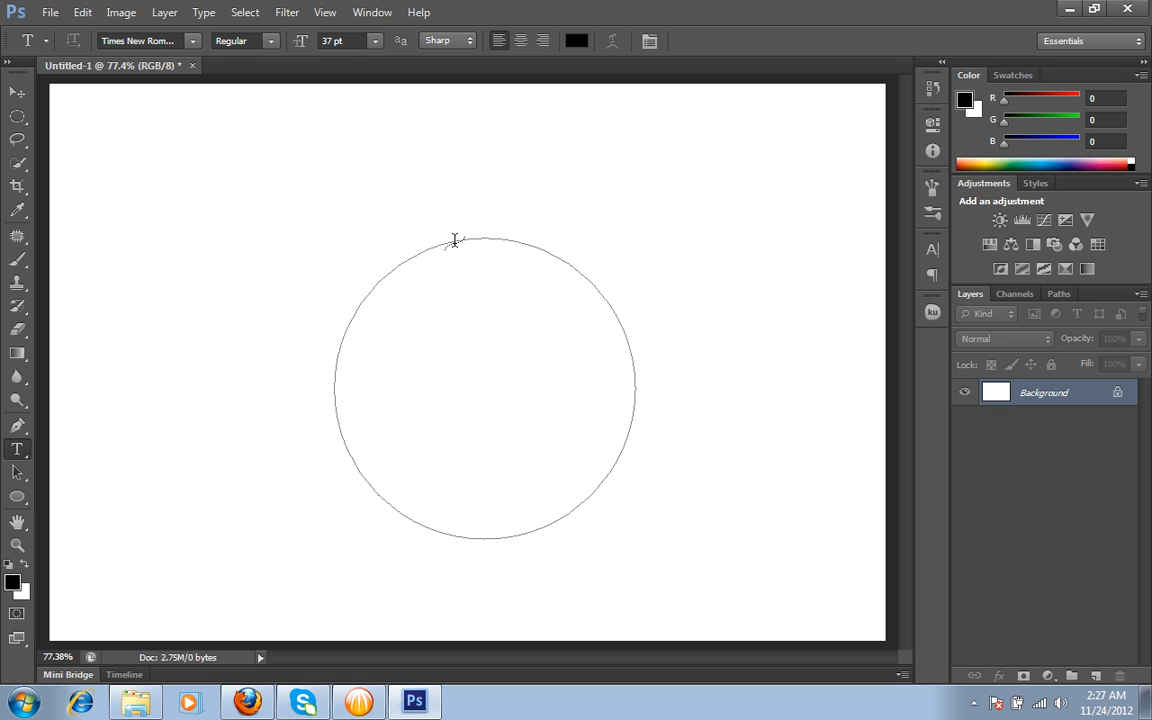 Ps File Edit Image Layer Type Select Filter View Window Help
T Times New Rom... Regular 37 pt Sharp Essentials
Untitled-1 @ 77.4% (RGB/8) * ×
Color Swatches
R 0
G 0
B 0
Adjustments Styles
Add an adjustment
Layers Channels Paths
Kind
Normal Opacity: 100%
Lock: Fill: 100%
Background
ku
77.38% Doc: 2.75M/0 bytes
Mini Bridge Timeline
Ps
2:27 AM
11/24/2012